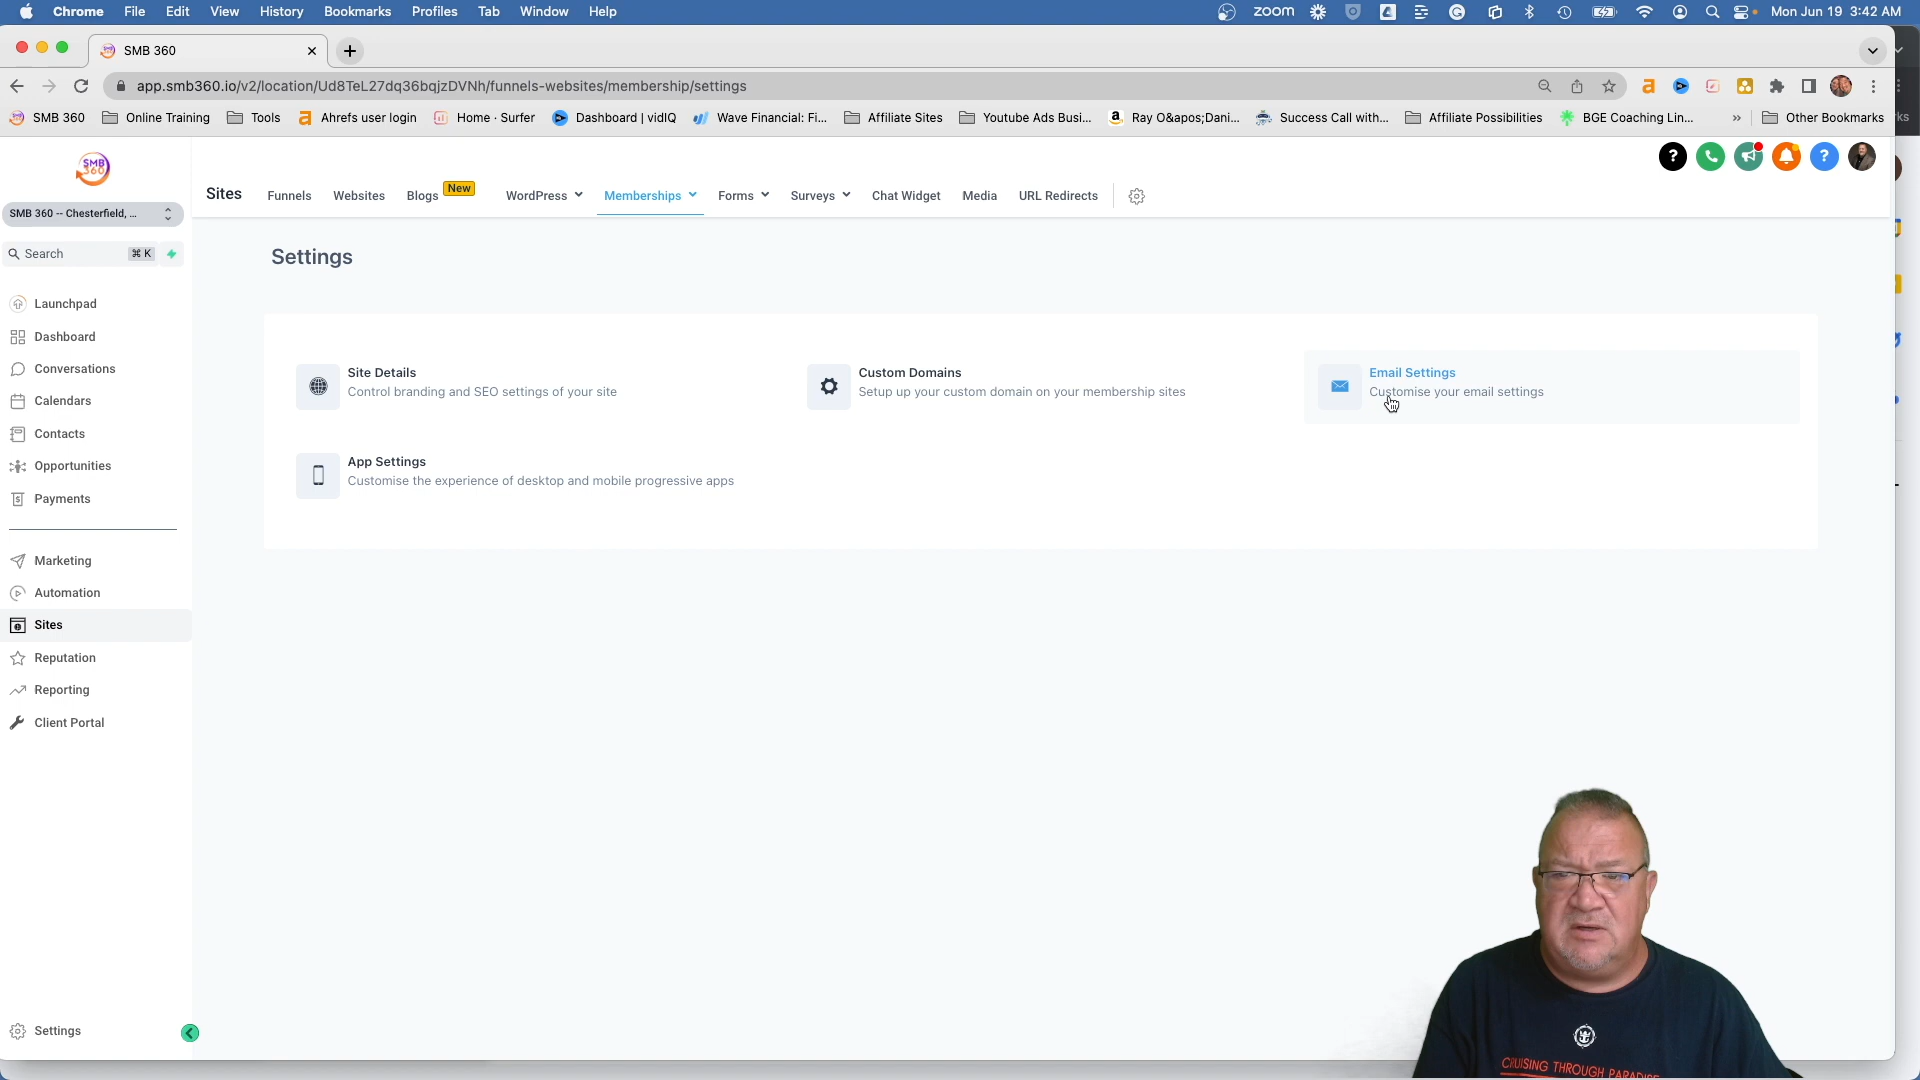 Chrome File Edit View History Bookmarks Profiles Tab Window Help
zoom
Mon Jun 19 3:42 AM
SMB 360
app.smb360.io/v2/location/Ud8TeL27dq36bqjzDVNh/funnels-websites/membership/settings
SMB 360 Online Training Tools Ahrefs user login Home · Surfer Dashboard | vidIQ Wave Financial: Fi... Affiliate Sites Youtube Ads Busi... Ray O&apos;Dani... Success Call with... Affiliate Possibilities BGE Coaching Lin... » Other Bookmarks
SMB
360
Sites Funnels Websites Blogs New WordPress Memberships Forms Surveys Chat Widget Media URL Redirects
SMB 360 -- Chesterfield, ...
Search ⌘ K
Launchpad
Dashboard
Conversations
Calendars
Contacts
Opportunities
Payments
Marketing
Automation
Sites
Reputation
Reporting
Client Portal
Settings
Settings
Site Details
Control branding and SEO settings of your site
Custom Domains
Setup up your custom domain on your membership sites
Email Settings
Customise your email settings
App Settings
Customise the experience of desktop and mobile progressive apps
CRUISING THROUGH PARADISE